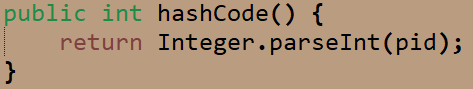 public int hashCode() {
    return Integer.parseInt(pid);
}